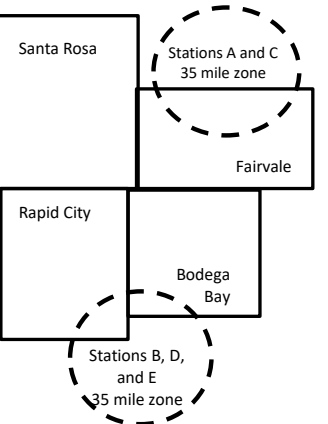 Santa Rosa
Stations A and C
35 mile zone
Fairvale
Rapid City
Bodega
Bay
Stations B, D,
and E
35 mile zone